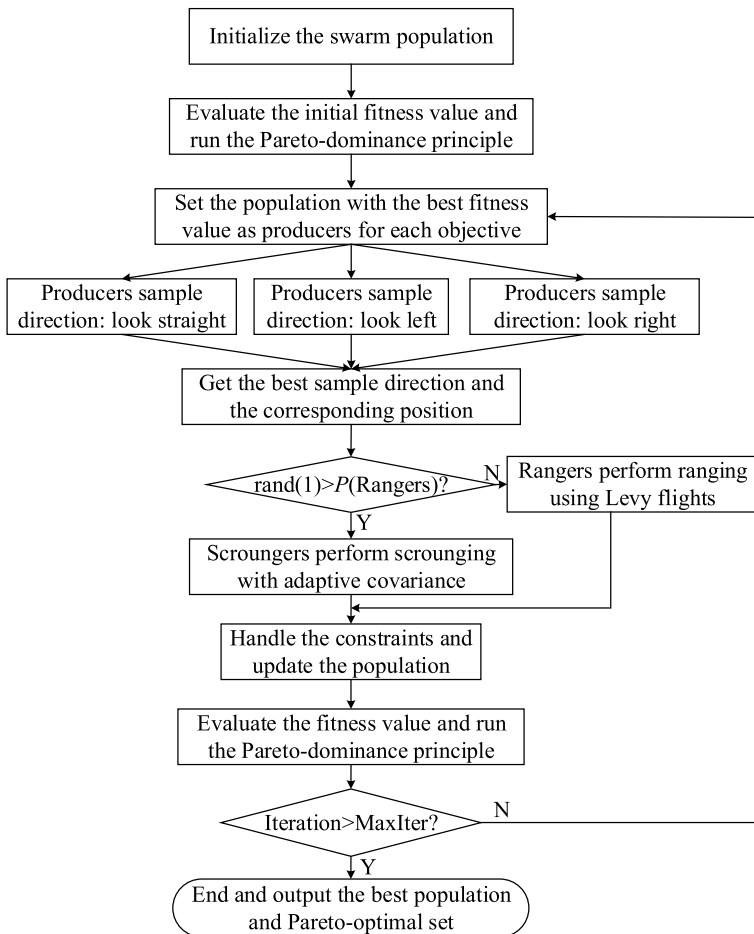 Initialize the swarm population
Evaluate the initial fitness value and
run the Pareto-dominance principle
Set the population with the best fitness
value as producers for each objective
Producers sample
direction: look straight
Producers sample
direction: look left
Producers sample
direction: look right
Get the best sample direction and
the corresponding position
rand(1)>P(Rangers)?
N
Rangers perform ranging
using Levy flights
Y
Scroungers perform scrounging
with adaptive covariance
Handle the constraints and
update the population
Evaluate the fitness value and run
the Pareto-dominance principle
Iteration>MaxIter?
N
Y
End and output the best population
and Pareto-optimal set